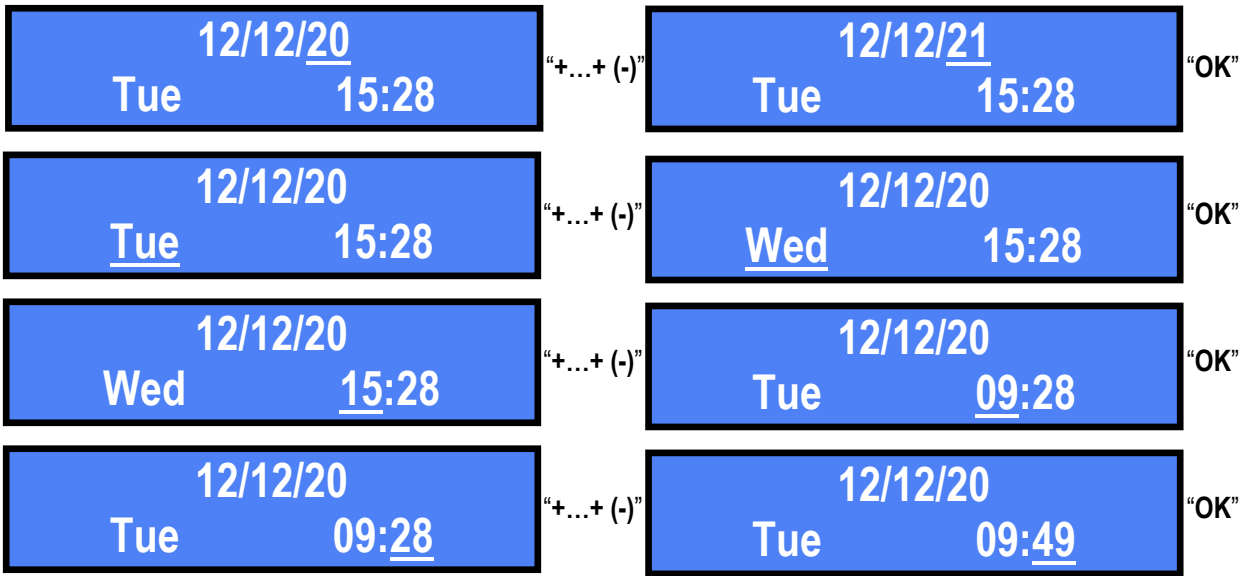 12/12/20
Tue 15:28
“+…+ (-)”
12/12/21
Tue 15:28
“OK”
12/12/20
Tue 15:28
“+…+ (-)”
12/12/20
Wed 15:28
“OK”
12/12/20
Wed 15:28
“+…+ (-)”
12/12/20
Tue 09:28
“OK”
12/12/20
Tue 09:28
“+…+ (-)”
12/12/20
Tue 09:49
“OK”